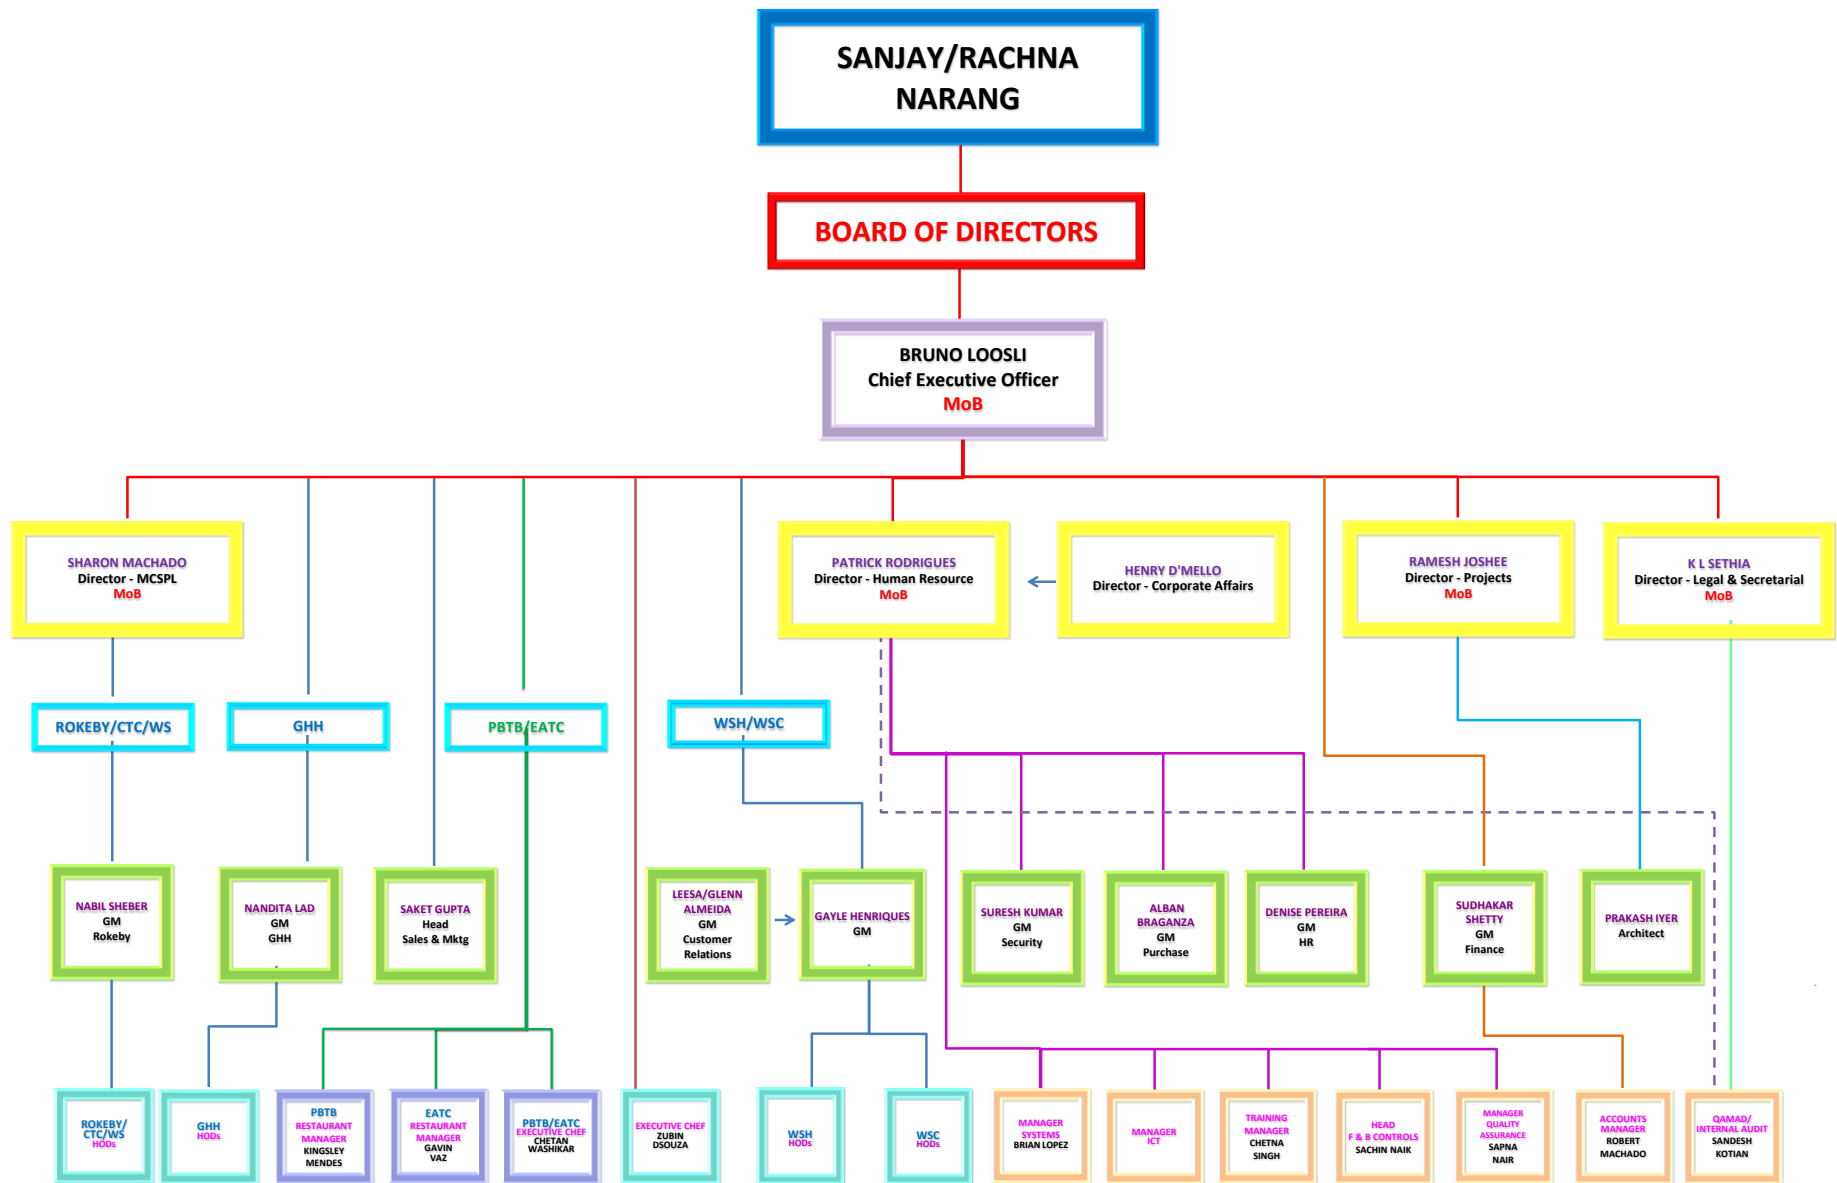 SANJAY/RACHNA
NARANG
BOARD OF DIRECTORS
BRUNO LOOSLI
Chief Executive Officer
MoB
SHARON MACHADO
Director - MCSPL
MoB
PATRICK RODRIGUES
Director - Human Resource
MoB
HENRY D'MELLO
Director - Corporate Affairs
RAMESH JOSHEE
Director - Projects
MoB
K L SETHIA
Director - Legal & Secretarial
MoB
ROKEBY/CTC/WS
GHH
PBTB/EATC
WSH/WSC
NABIL SHEBER
GM
Rokeby
NANDITA LAD
GM
GHH
SAKET GUPTA
Head
Sales & Mktg
LEESA/GLENN
ALMEIDA
GM
Customer
Relations
GAYLE HENRIQUES
GM
SURESH KUMAR
GM
Security
ALBAN
BRAGANZA
GM
Purchase
DENISE PEREIRA
GM
HR
SUDHAKAR
SHETTY
GM
Finance
PRAKASH IYER
Architect
ROKEBY/
CTC/WS
HODs
GHH
HODs
PBTB
RESTAURANT
MANAGER
KINGSLEY
MENDES
EATC
RESTAURANT
MANAGER
GAVIN
VAZ
PBTB/EATC
EXECUTIVE CHEF
CHETAN
WASHIKAR
EXECUTIVE CHEF
ZUBIN
DSOUZA
WSH
HODs
WSC
HODs
MANAGER
SYSTEMS
BRIAN LOPEZ
MANAGER
ICT
TRAINING
MANAGER
CHETNA
SINGH
HEAD
F & B CONTROLS
SACHIN NAIK
MANAGER
QUALITY
ASSURANCE
SAPNA
NAIR
ACCOUNTS
MANAGER
ROBERT
MACHADO
QAMAD/
INTERNAL AUDIT
SANDESH
KOTIAN